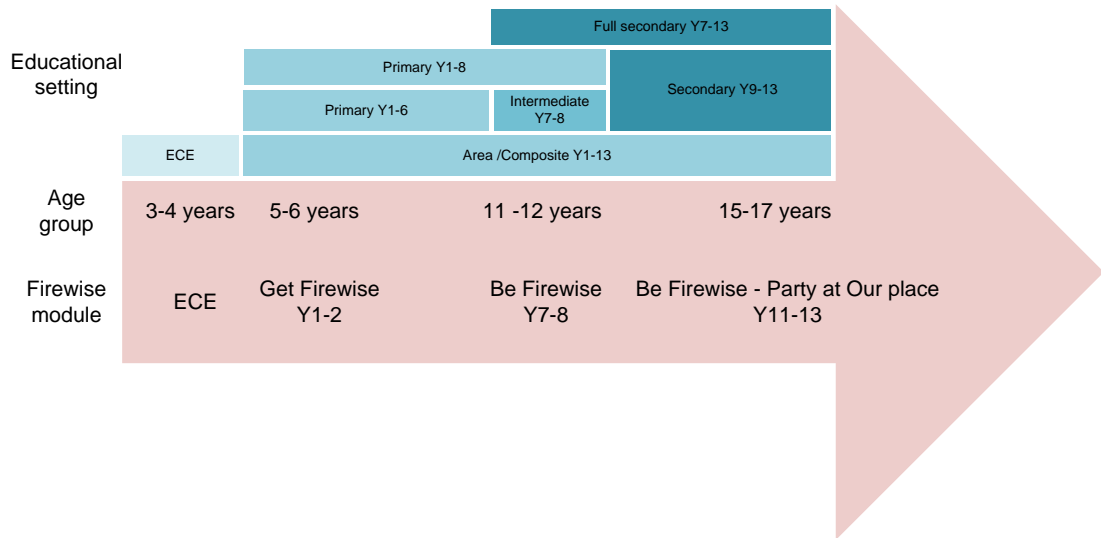 Full secondary Y7-13
Educational
setting
Primary Y1-8
Secondary Y9-13
Primary Y1-6
Intermediate
Y7-8
ECE
Area /Composite Y1-13
Age
group
3-4 years
5-6 years
11 -12 years
15-17 years
Firewise
module
ECE
Get Firewise
Y1-2
Be Firewise
Y7-8
Be Firewise - Party at Our place
Y11-13